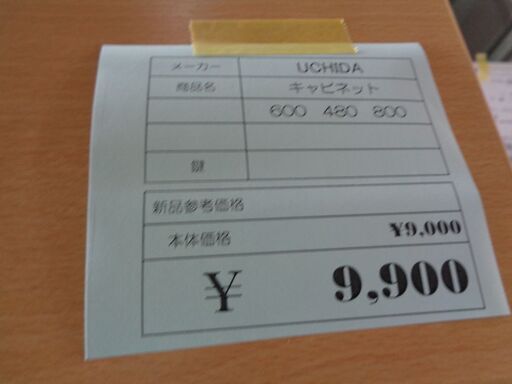 メーカー UCHIDA
商品名 キャビネット
600 480 800
鍵
新品参考価格
本体価格 ¥9,000
¥ 9,900